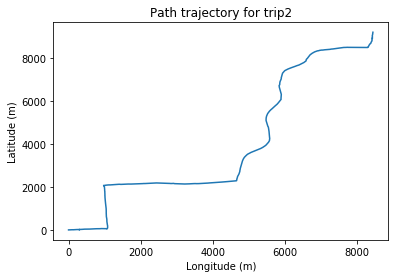 Path trajectory for trip2
Latitude (m)
8000
6000
4000
2000
0
0 2000 4000 6000 8000
Longitude (m)